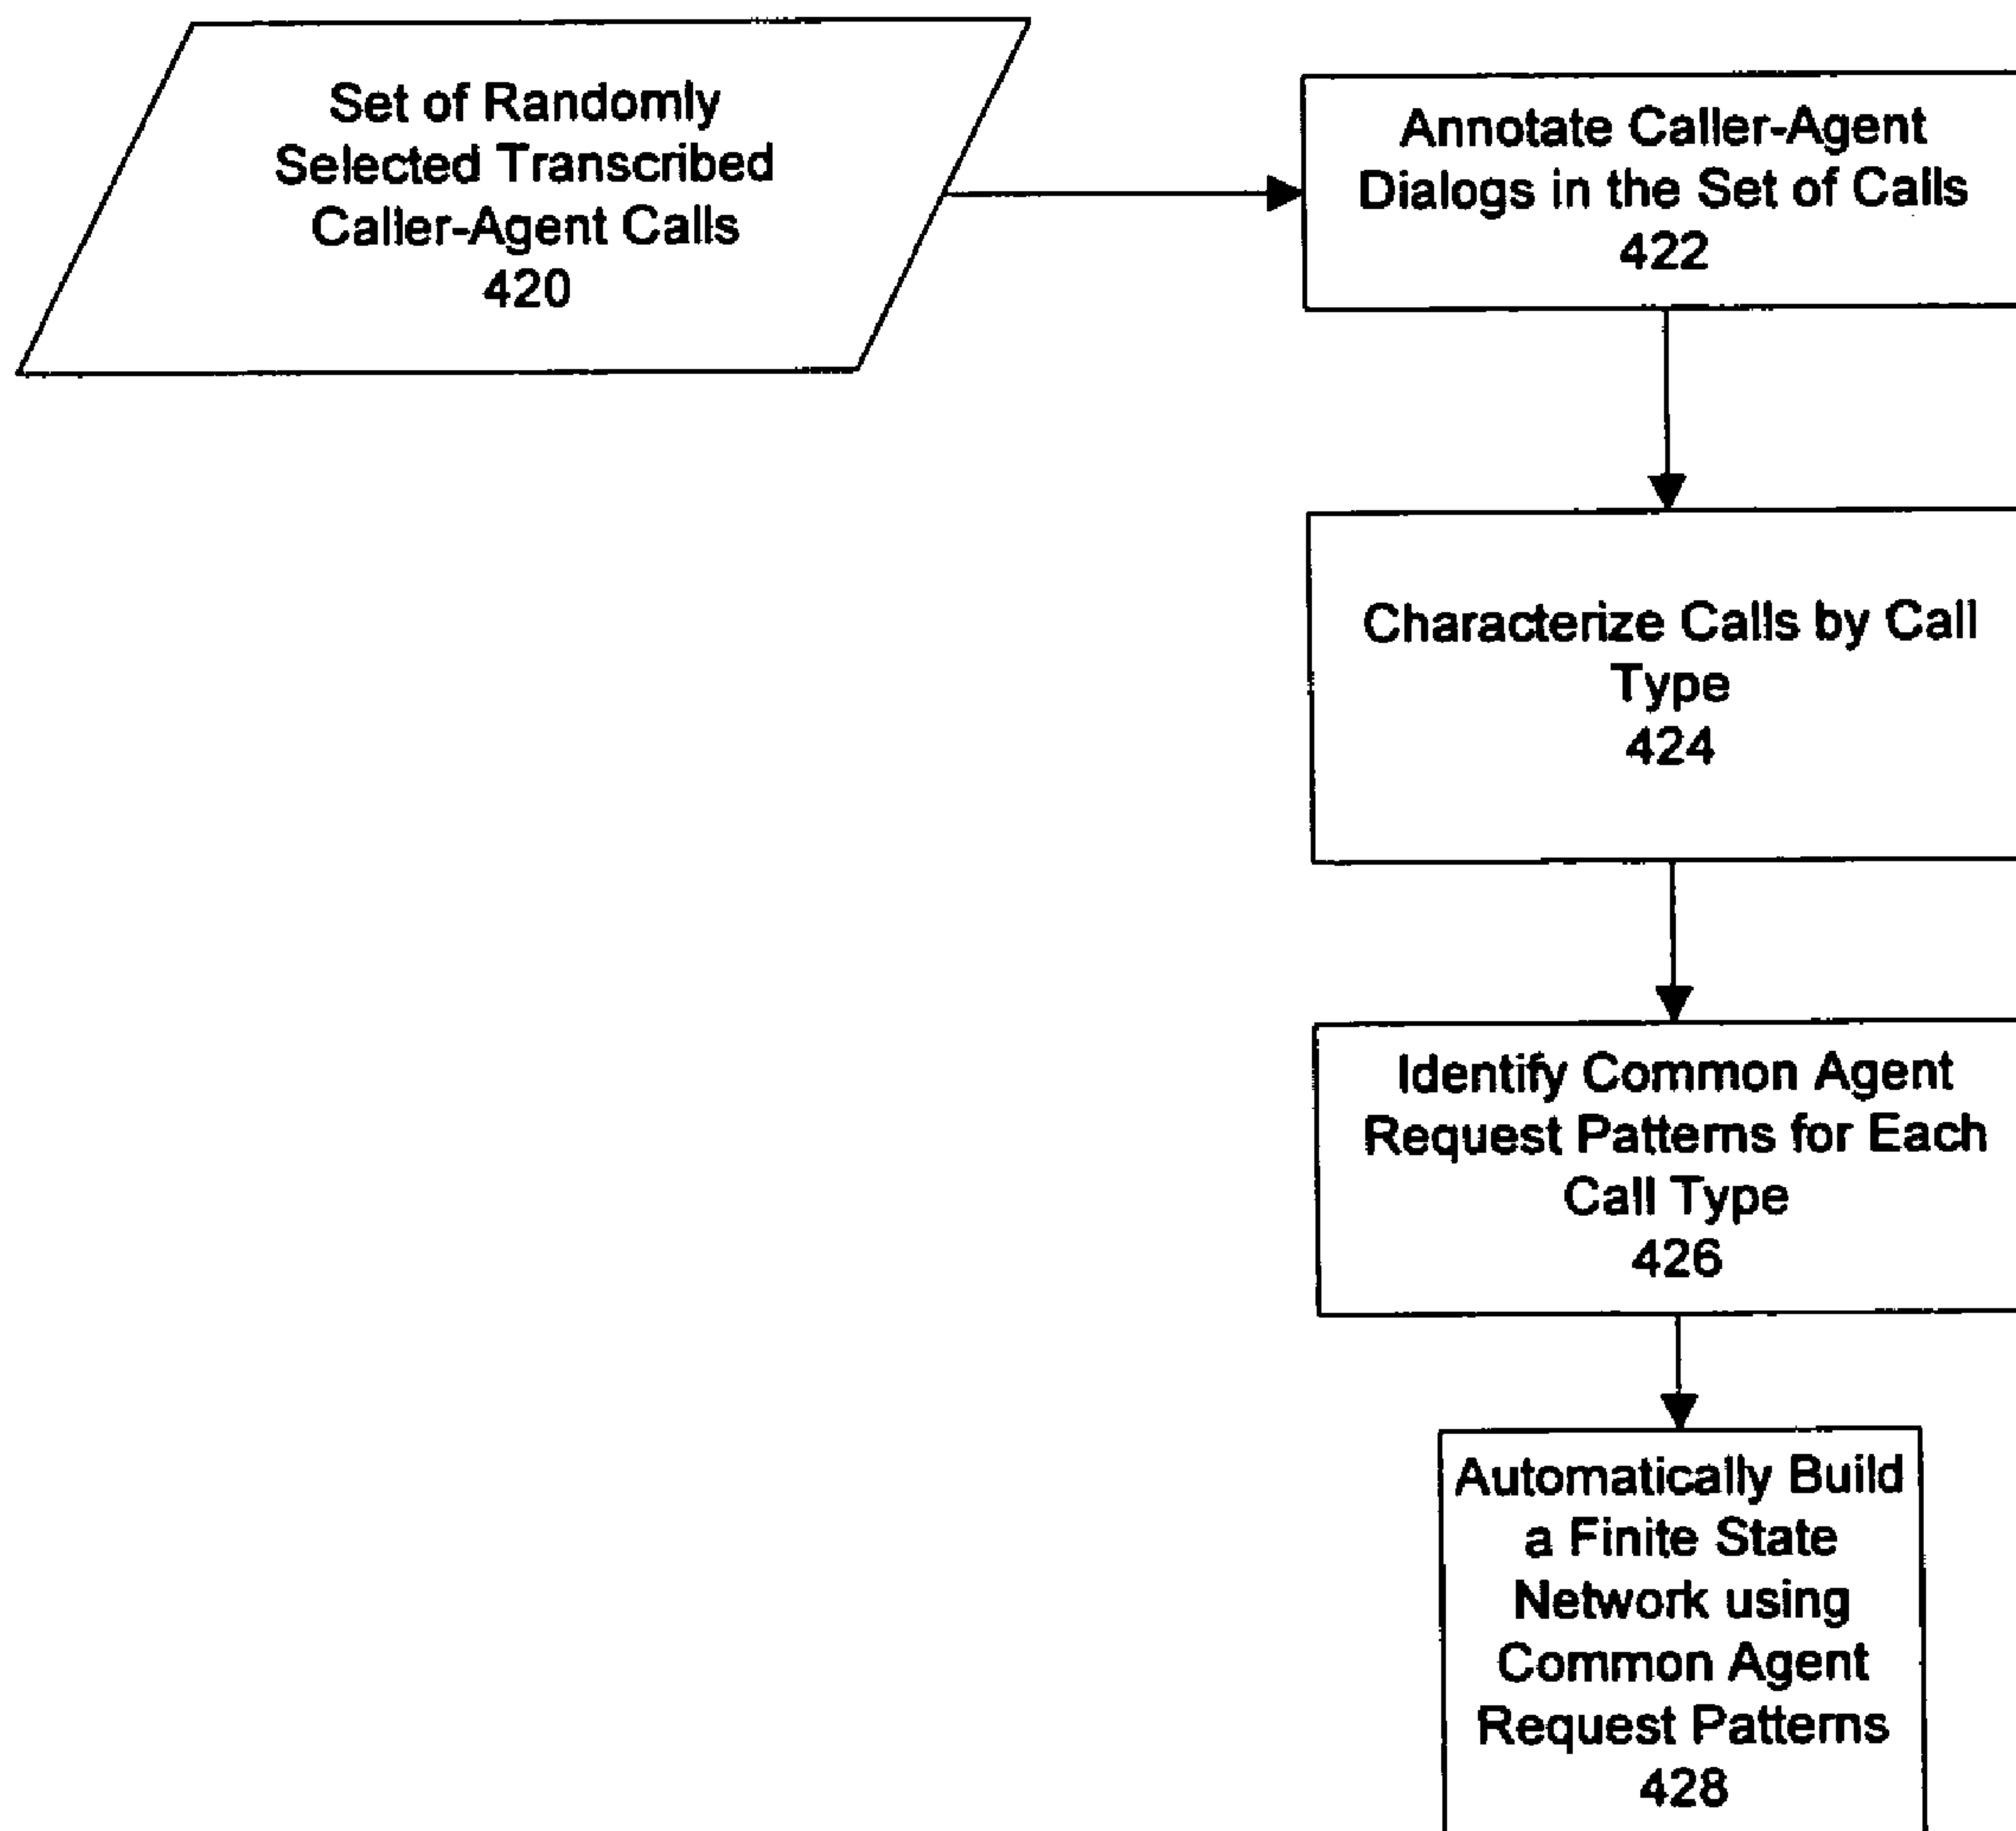 Set of Randomly
Selected Transcribed
Caller-Agent Calls
420
Annotate Caller-Agent
Dialogs in the Set of Calls
422
Characterize Calls by Call
Type
424
Identify Common Agent
Request Patterns for Each
Call Type
426
Automatically Build
a Finite State
Network using
Common Agent
Request Patterns
428